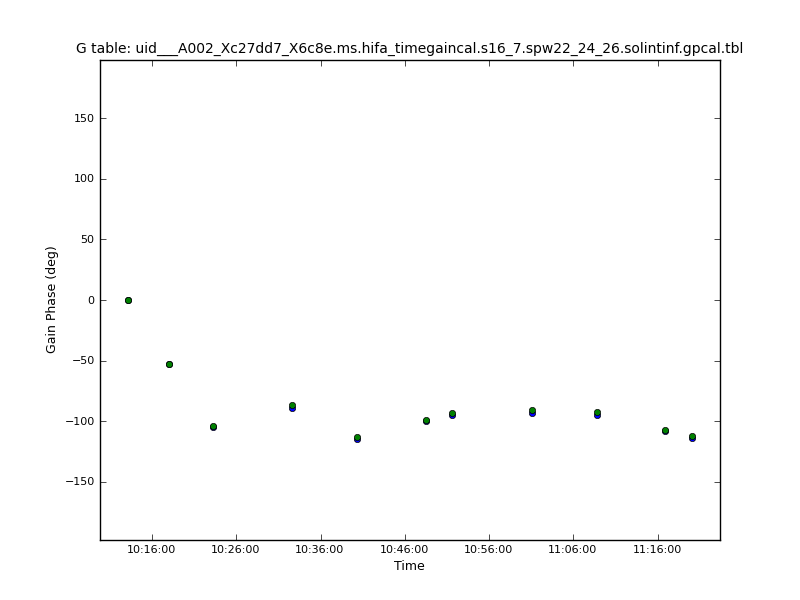 G table: uid___A002_Xc27dd7_X6c8e.ms.hifa_timegaincal.s16_7.spw22_24_26.solintinf.gpcal.tbl
150
100
50
0
−50
−100
−150
Gain Phase (deg)
10:16:00 10:26:00 10:36:00 10:46:00 10:56:00 11:06:00 11:16:00
Time